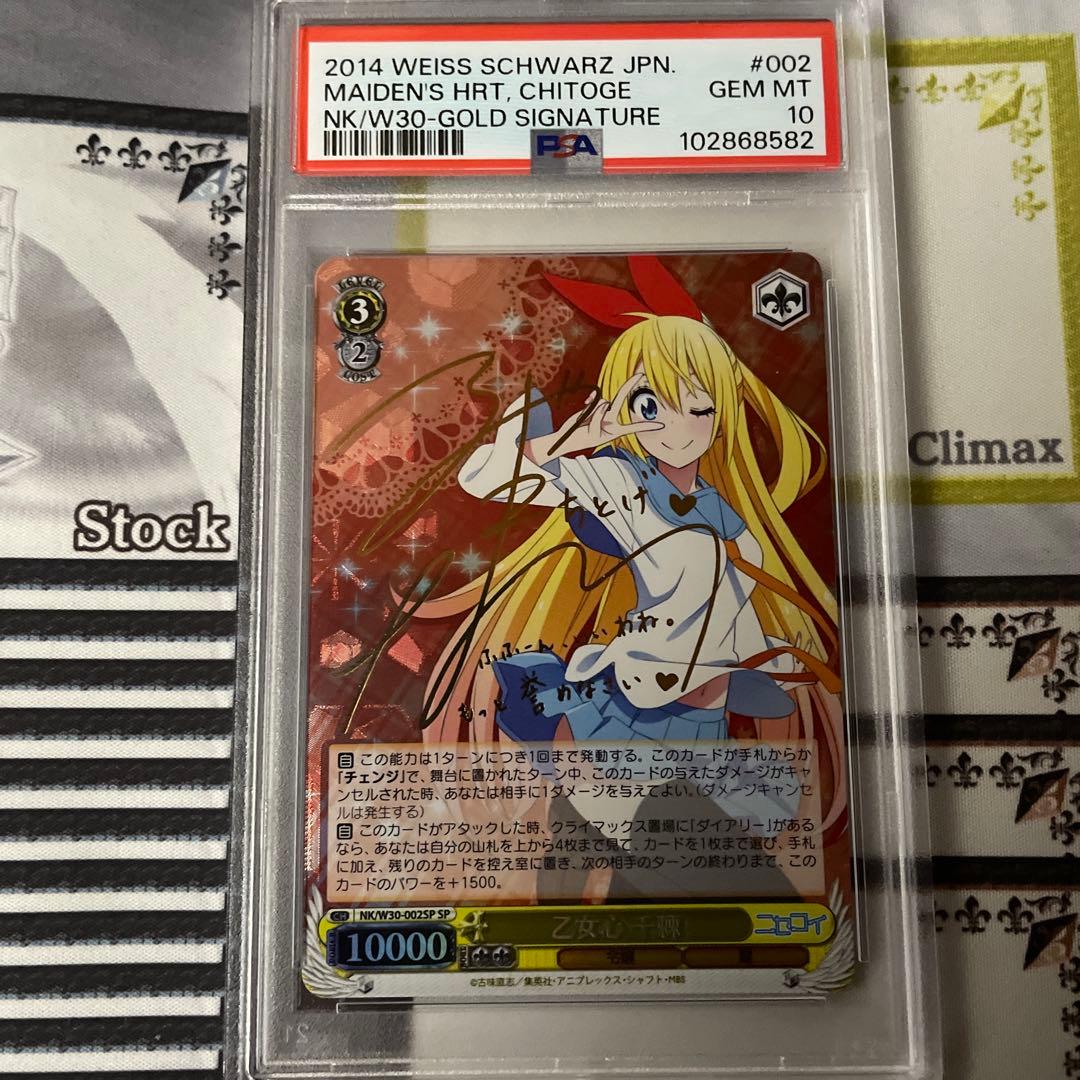 2014 WEISS SCHWARZ JPN. #002
MAIDEN'S HRT, CHITOGE GEM MT
NK/W30-GOLD SIGNATURE 10
PSA 102868582
LEVEL
3
2
COST
Climax
Stock
ちとげ♥
もっと誉めなさい♥
自 この能力は1ターンにつき1回まで発動する。このカードが手札からか
「チェンジ」で、舞台に置かれたターン中、このカードの与えたダメージがキャ
ンセルされた時、あなたは相手に1ダメージを与えてよい。(ダメージキャンセ
ルは発生する)
自 このカードがアタックした時、クライマックス置場に「ダイアリー」がある
なら、あなたは自分の山札を上から4枚まで見て、カードを1枚まで選び、手札
に加え、残りのカードを控え室に置き、次の相手のターンの終わりまで、この
カードのパワーを+1500。
CH NK/W30-002SP SP
乙女心 千棘 ニセコイ
POWER 10000 SOUL
©古味直志/集英社・アニプレックス・シャフト・MBS